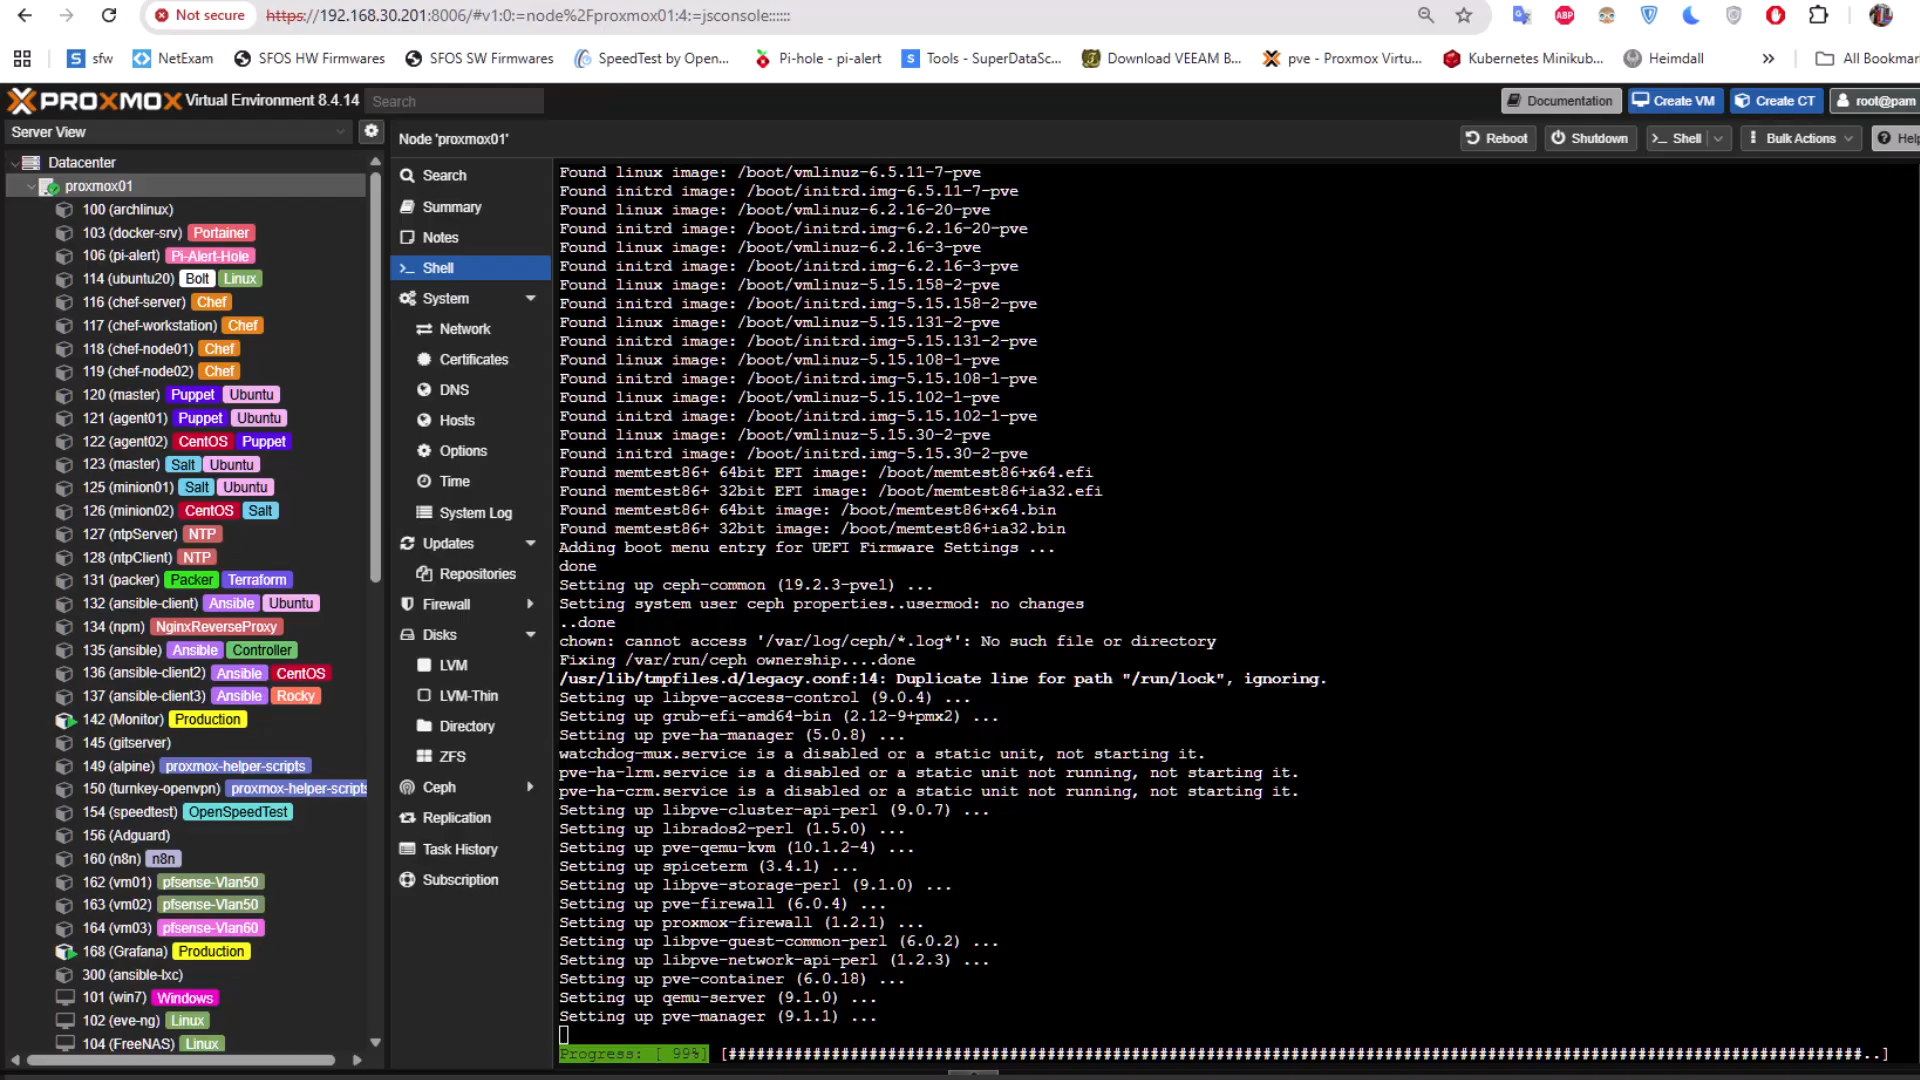 Not secure https://192.168.30.201:8006/#v1:0:=node%2Fproxmox01:4:=jsconsole::::::
sfw NetExam SFOS HW Firmwares SFOS SW Firmwares SpeedTest by Open... Pi-hole - pi-alert Tools - SuperDataSc... Download VEEAM B... pve - Proxmox Virtu... Kubernetes Minikub... Heimdall » All Bookmar
PROXMOX Virtual Environment 8.4.14 Search Documentation Create VM Create CT root@pam
Server View
Node 'proxmox01' Reboot Shutdown Shell Bulk Actions Help
Datacenter
proxmox01
100 (archlinux)
103 (docker-srv) Portainer
106 (pi-alert) Pi-Alert-Hole
114 (ubuntu20) Bolt Linux
116 (chef-server) Chef
117 (chef-workstation) Chef
118 (chef-node01) Chef
119 (chef-node02) Chef
120 (master) Puppet Ubuntu
121 (agent01) Puppet Ubuntu
122 (agent02) CentOS Puppet
123 (master) Salt Ubuntu
125 (minion01) Salt Ubuntu
126 (minion02) CentOS Salt
127 (ntpServer) NTP
128 (ntpClient) NTP
131 (packer) Packer Terraform
132 (ansible-client) Ansible Ubuntu
134 (npm) NginxReverseProxy
135 (ansible) Ansible Controller
136 (ansible-client2) Ansible CentOS
137 (ansible-client3) Ansible Rocky
142 (Monitor) Production
145 (gitserver)
149 (alpine) proxmox-helper-scripts
150 (turnkey-openvpn) proxmox-helper-scripts
154 (speedtest) OpenSpeedTest
156 (Adguard)
160 (n8n) n8n
162 (vm01) pfsense-Vlan50
163 (vm02) pfsense-Vlan50
164 (vm03) pfsense-Vlan60
168 (Grafana) Production
300 (ansible-lxc)
101 (win7) Windows
102 (eve-ng) Linux
104 (FreeNAS) Linux
Search
Summary
Notes
Shell
System
Network
Certificates
DNS
Hosts
Options
Time
System Log
Updates
Repositories
Firewall
Disks
LVM
LVM-Thin
Directory
ZFS
Ceph
Replication
Task History
Subscription
Found linux image: /boot/vmlinuz-6.5.11-7-pve
Found initrd image: /boot/initrd.img-6.5.11-7-pve
Found linux image: /boot/vmlinuz-6.2.16-20-pve
Found initrd image: /boot/initrd.img-6.2.16-20-pve
Found linux image: /boot/vmlinuz-6.2.16-3-pve
Found initrd image: /boot/initrd.img-6.2.16-3-pve
Found linux image: /boot/vmlinuz-5.15.158-2-pve
Found initrd image: /boot/initrd.img-5.15.158-2-pve
Found linux image: /boot/vmlinuz-5.15.131-2-pve
Found initrd image: /boot/initrd.img-5.15.131-2-pve
Found linux image: /boot/vmlinuz-5.15.108-1-pve
Found initrd image: /boot/initrd.img-5.15.108-1-pve
Found linux image: /boot/vmlinuz-5.15.102-1-pve
Found initrd image: /boot/initrd.img-5.15.102-1-pve
Found linux image: /boot/vmlinuz-5.15.30-2-pve
Found initrd image: /boot/initrd.img-5.15.30-2-pve
Found memtest86+ 64bit EFI image: /boot/memtest86+x64.efi
Found memtest86+ 32bit EFI image: /boot/memtest86+ia32.efi
Found memtest86+ 64bit image: /boot/memtest86+x64.bin
Found memtest86+ 32bit image: /boot/memtest86+ia32.bin
Adding boot menu entry for UEFI Firmware Settings ...
done
Setting up ceph-common (19.2.3-pve1) ...
Setting system user ceph properties..usermod: no changes
..done
chown: cannot access '/var/log/ceph/*.log*': No such file or directory
Fixing /var/run/ceph ownership....done
/usr/lib/tmpfiles.d/legacy.conf:14: Duplicate line for path "/run/lock", ignoring.
Setting up libpve-access-control (9.0.4) ...
Setting up grub-efi-amd64-bin (2.12-9+pmx2) ...
Setting up pve-ha-manager (5.0.8) ...
watchdog-mux.service is a disabled or a static unit, not starting it.
pve-ha-lrm.service is a disabled or a static unit not running, not starting it.
pve-ha-crm.service is a disabled or a static unit not running, not starting it.
Setting up libpve-cluster-api-perl (9.0.7) ...
Setting up librados2-perl (1.5.0) ...
Setting up pve-qemu-kvm (10.1.2-4) ...
Setting up spiceterm (3.4.1) ...
Setting up libpve-storage-perl (9.1.0) ...
Setting up pve-firewall (6.0.4) ...
Setting up proxmox-firewall (1.2.1) ...
Setting up libpve-guest-common-perl (6.0.2) ...
Setting up libpve-network-api-perl (1.2.3) ...
Setting up pve-container (6.0.18) ...
Setting up qemu-server (9.1.0) ...
Setting up pve-manager (9.1.1) ...
Progress: [ 99%] [#########################################################################################################################..]